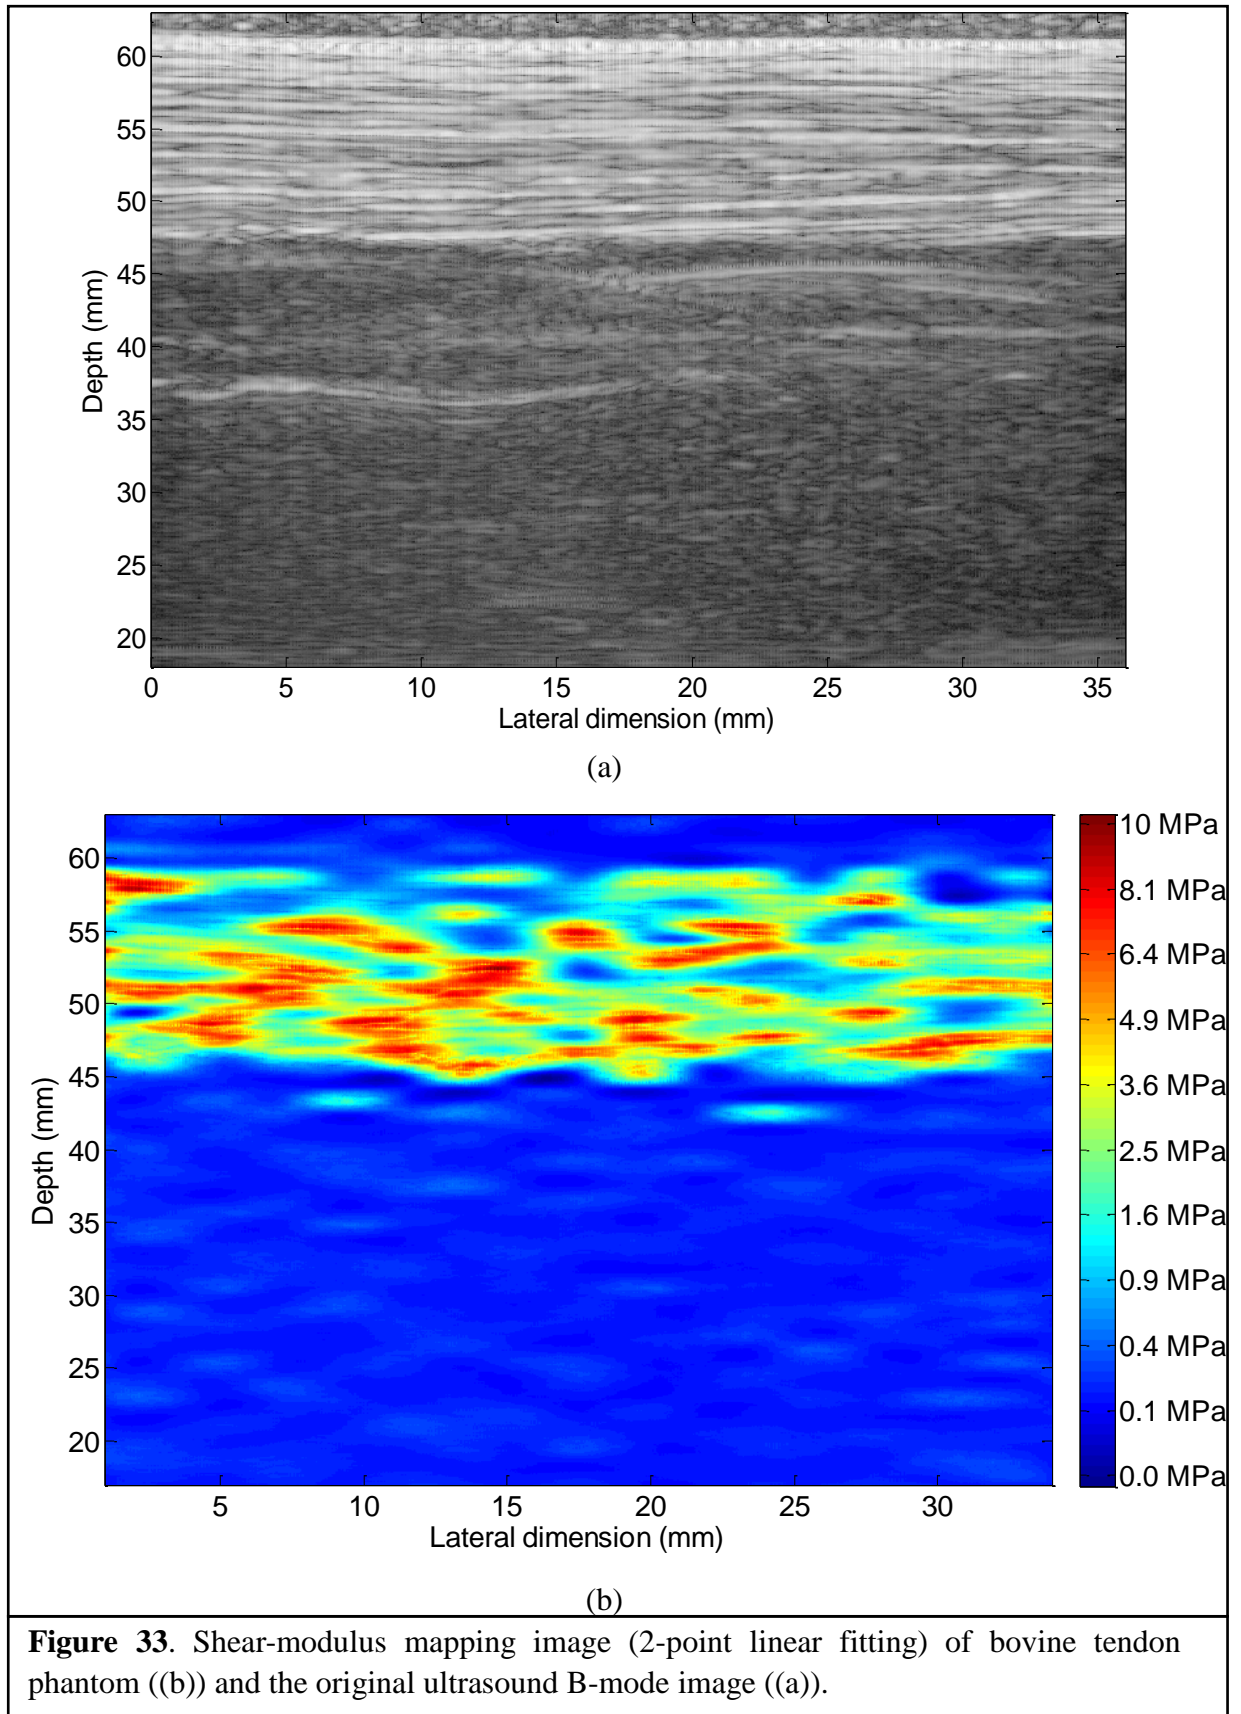 60
55
50
45
40
35
30
25
20
Depth (mm)
0 5 10 15 20 25 30 35
Lateral dimension (mm)
(a)
60
55
50
45
40
35
30
25
20
Depth (mm)
5 10 15 20 25 30
Lateral dimension (mm)
10 MPa
8.1 MPa
6.4 MPa
4.9 MPa
3.6 MPa
2.5 MPa
1.6 MPa
0.9 MPa
0.4 MPa
0.1 MPa
0.0 MPa
(b)
Figure 33. Shear-modulus mapping image (2-point linear fitting) of bovine tendon
phantom ((b)) and the original ultrasound B-mode image ((a)).